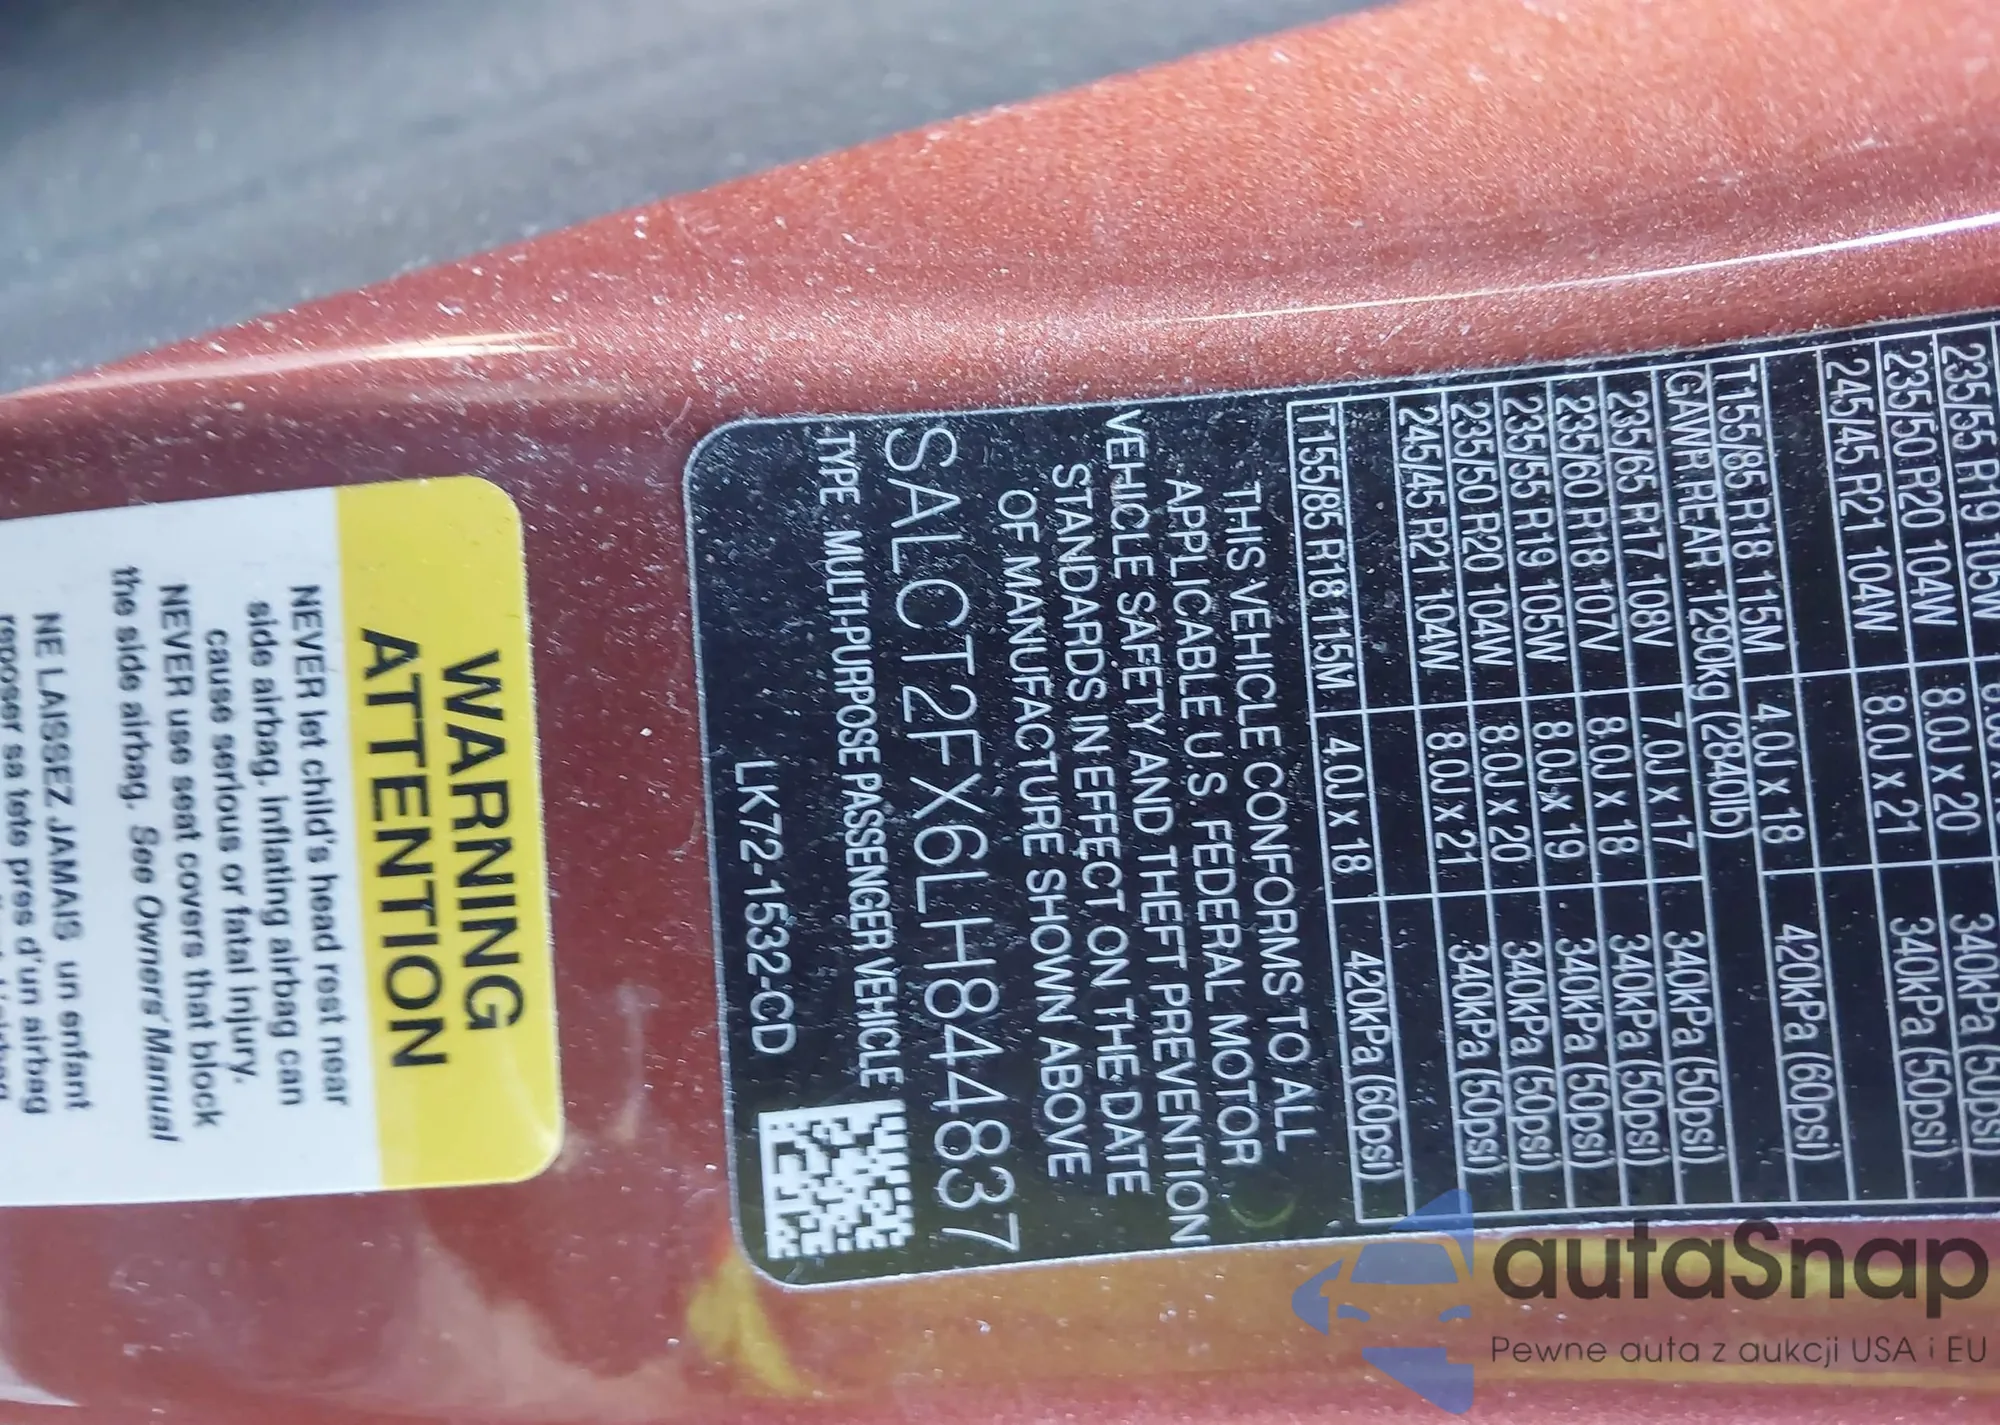 235/55 R19 105W 340kPa (50psi)
235/50 R20 104W 8.0J x 20 340kPa (50psi)
245/45 R21 104W 8.0J x 21
T155/85 R18 115M 4.0J x 18 420kPa (60psi)
GAWR REAR 1290kg (2840lb)
235/65 R17 108V 7.0J x 17 340kPa (50psi)
235/60 R18 107V 8.0J x 18 340kPa (50psi)
235/55 R19 105W 8.0J x 19 340kPa (50psi)
235/50 R20 104W 8.0J x 20 340kPa (50psi)
245/45 R21 104W 8.0J x 21 340kPa (50psi)
T155/85 R18 115M 4.0J x 18 420kPa (60psi)
THIS VEHICLE CONFORMS TO ALL
APPLICABLE U.S. FEDERAL MOTOR
VEHICLE SAFETY AND THEFT PREVENTION
STANDARDS IN EFFECT ON THE DATE
OF MANUFACTURE SHOWN ABOVE
SALCT2FX6LH844837
TYPE MULTI-PURPOSE PASSENGER VEHICLE
LK72-1532-CD
WARNING
ATTENTION
NEVER let child's head rest near
side airbag. Inflating airbag can
cause serious or fatal injury.
NEVER use seat covers that block
the side airbag. See Owners' Manual
NE LAISSEZ JAMAIS un enfant
reposer sa tete pres d'un airbag
autaSnap
Pewne auta z aukcji USA i EU